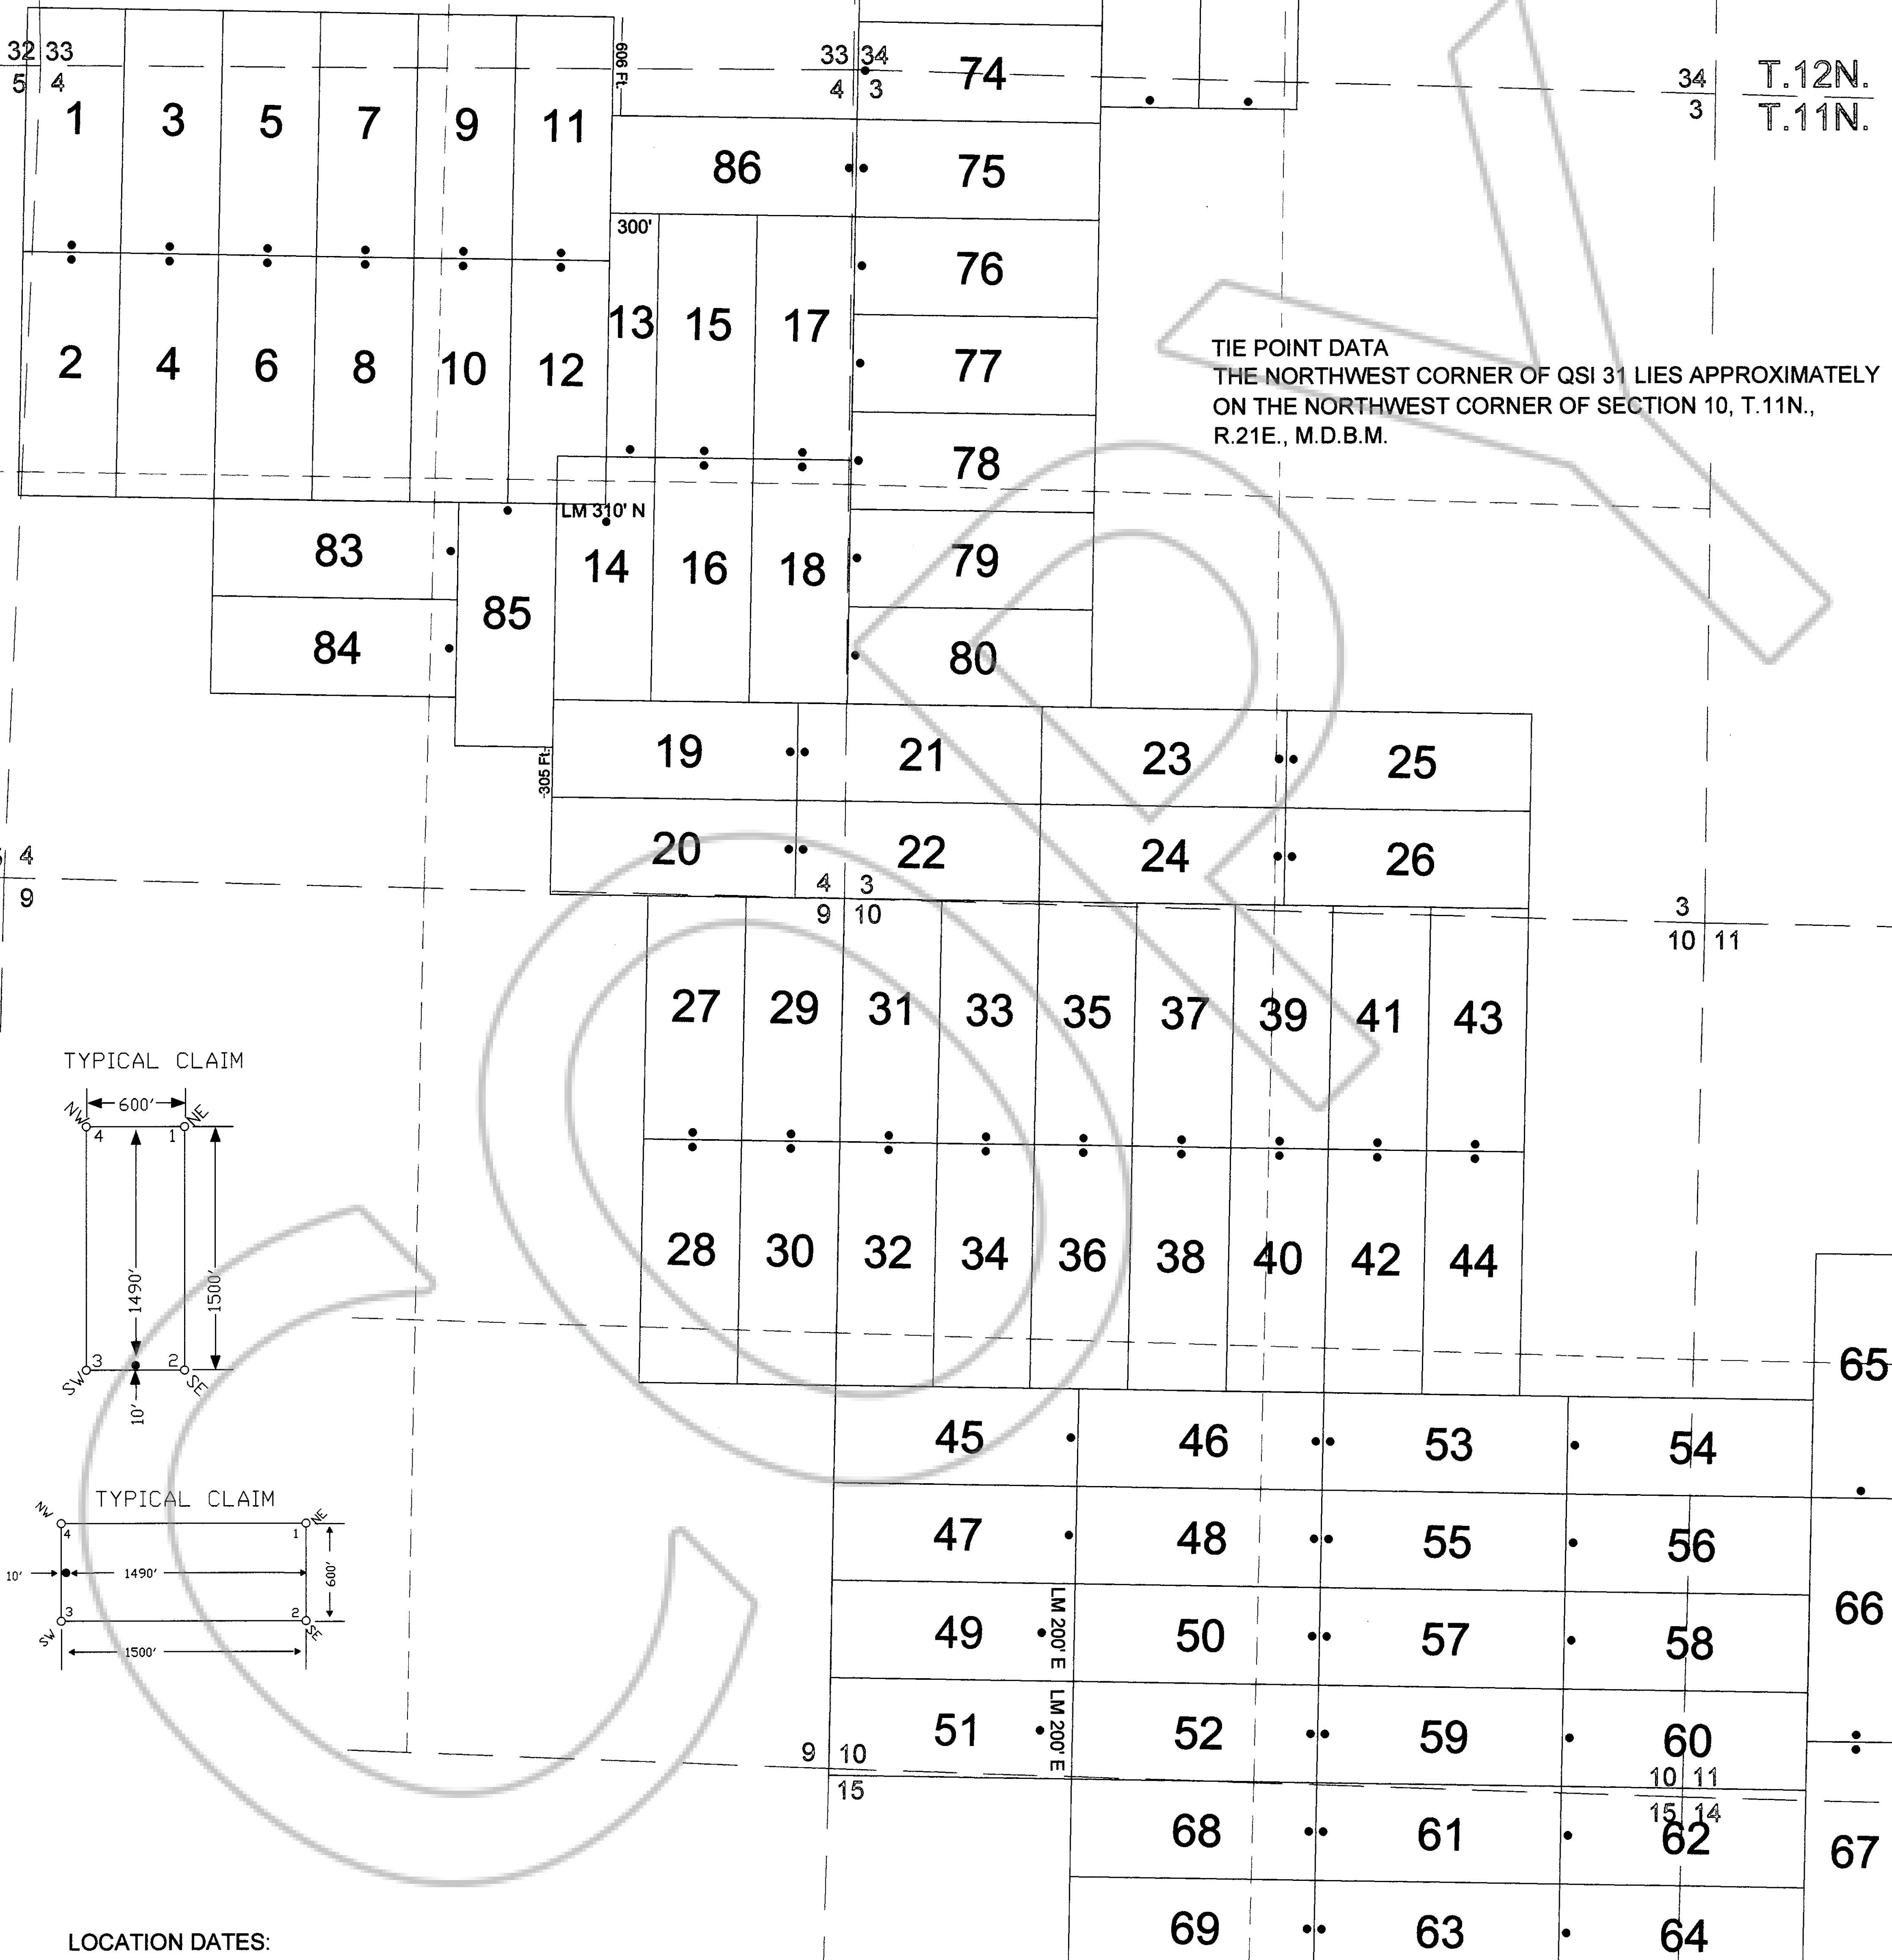 32 33
5 4
606 Ft.
33 34
4 3
74
34
3
T.12N.
T.11N.
1 3 5 7 9 11
86 75
300'
76
13 15 17
2 4 6 8 10 12
77
TIE POINT DATA
THE NORTHWEST CORNER OF QSI 31 LIES APPROXIMATELY
ON THE NORTHWEST CORNER OF SECTION 10, T.11N.,
R.21E., M.D.B.M.
78
LM 310' N
83
14 16 18 79
85
84 80
19 21 23 25
305 Ft.
20 22 24 26
4
9
4 3
9 10
3
10 11
27 29 31 33 35 37 39 41 43
TYPICAL CLAIM
600'
NW NE
4 1
1490' 1500'
3 2
SW SE
10'
28 30 32 34 36 38 40 42 44
65
45 46 53 54
TYPICAL CLAIM
NW NE
4 1
10' 1490' 600'
3 2
SW SE
1500'
47 48 55 56
LM 200' E
49 50 57 58
66
LM 200' E
51 52 59 60
9 10
15
10 11
15 14
68 61 62
67
69 63 64
LOCATION DATES:
COPY